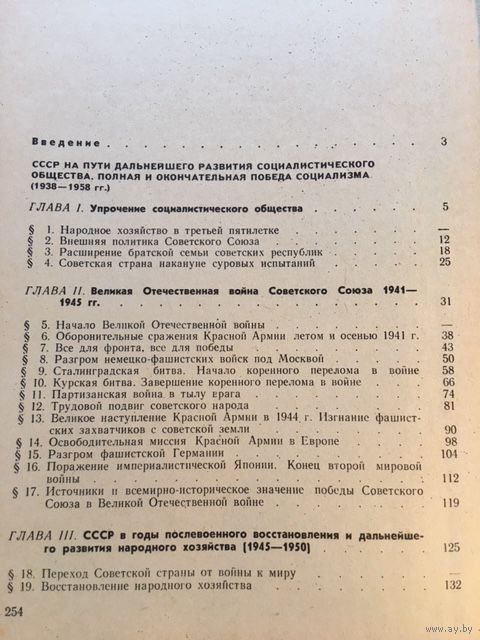 Введение . . . . . . . . . . . . . . . . 3
СССР НА ПУТИ ДАЛЬНЕЙШЕГО РАЗВИТИЯ СОЦИАЛИСТИЧЕСКОГО
ОБЩЕСТВА. ПОЛНАЯ И ОКОНЧАТЕЛЬНАЯ ПОБЕДА СОЦИАЛИЗМА
(1938—1958 гг.)
ГЛАВА I. Упрочение социалистического общества . . . . . . 5
§ 1. Народное хозяйство в третьей пятилетке . . . . . . —
§ 2. Внешняя политика Советского Союза . . . . . . . 12
§ 3. Расширение братской семьи советских республик . . . . 18
§ 4. Советская страна накануне суровых испытаний . . . . 25
ГЛАВА II. Великая Отечественная война Советского Союза 1941—
1945 гг. . . . . . . . . . . . . . . . 31
§ 5. Начало Великой Отечественной войны . . . . . . . —
§ 6. Оборонительные сражения Красной Армии летом и осенью 1941 г. 38
§ 7. Все для фронта, все для победы . . . . . . . . 43
§ 8. Разгром немецко-фашистских войск под Москвой . . . . 50
§ 9. Сталинградская битва. Начало коренного перелома в войне 58
§ 10. Курская битва. Завершение коренного перелома в войне . . 66
§ 11. Партизанская война в тылу врага . . . . . . . . 74
§ 12. Трудовой подвиг советского народа . . . . . . . 81
§ 13. Великое наступление Красной Армии в 1944 г. Изгнание фашист-
ских захватчиков с советской земли . . . . . . . 90
§ 14. Освободительная миссия Красной Армии в Европе . . . 98
§ 15. Разгром фашистской Германии . . . . . . . . 104
§ 16. Поражение империалистической Японии. Конец второй мировой
войны . . . . . . . . . . . . . . . . 112
§ 17. Источники и всемирно-историческое значение победы Советского
Союза в Великой Отечественной войне . . . . . . 119
ГЛАВА III. СССР в годы послевоенного восстановления и дальнейше-
го развития народного хозяйства (1945—1950) . . . . . 125
§ 18. Переход Советской страны от войны к миру . . . . . —
§ 19. Восстановление народного хозяйства . . . . . . . 132
254
www.ay.by